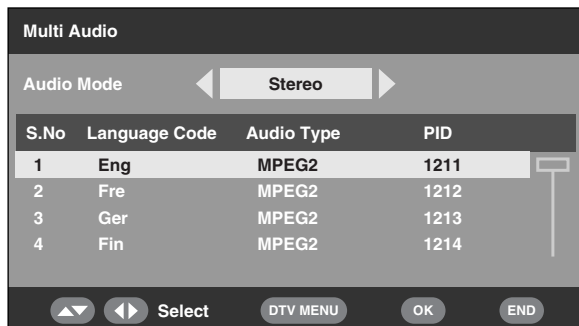 Multi Audio
Audio Mode Stereo
S.No Language Code Audio Type PID
1 Eng MPEG2 1211
2 Fre MPEG2 1212
3 Ger MPEG2 1213
4 Fin MPEG2 1214
Select DTV MENU OK END